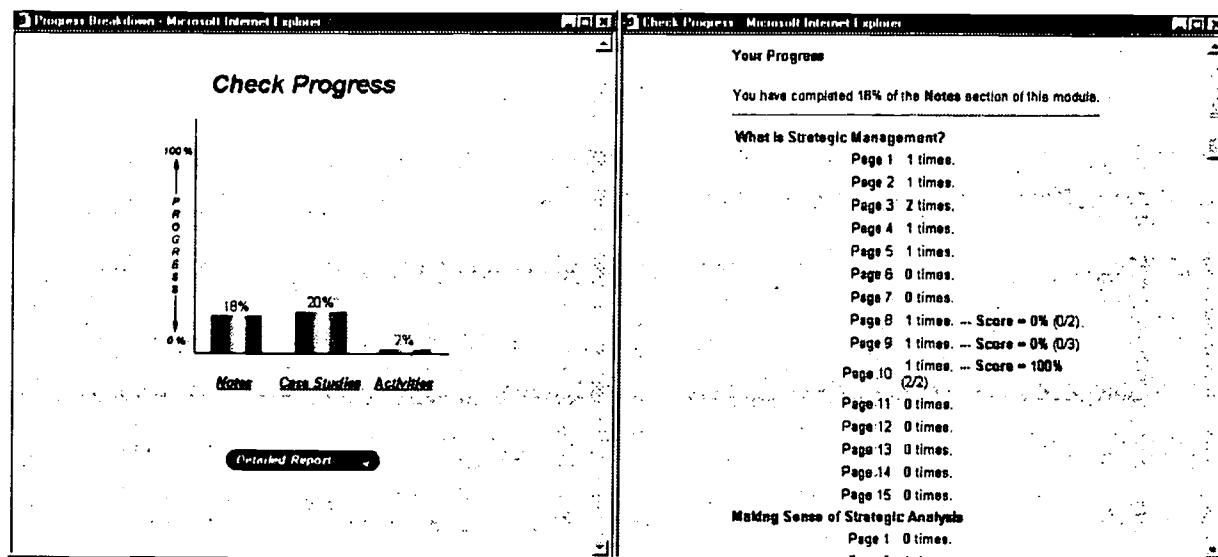 Progress Breakdown - Microsoft Internet Explorer
Check Progress
100%
PROGRESS
0%
18%
20%
2%
Notes
Case Studies
Activities
Detailed Report
Check Progress - Microsoft Internet Explorer
Your Progress
You have completed 18% of the Notes section of this module.
What is Strategic Management?
Page 1 1 times.
Page 2 1 times.
Page 3 2 times.
Page 4 1 times.
Page 5 1 times.
Page 6 0 times.
Page 7 0 times.
Page 8 1 times. -- Score = 0% (0/2).
Page 9 1 times. -- Score = 0% (0/3)
Page 10 1 times. -- Score = 100%
(2/2)
Page 11 0 times.
Page 12 0 times.
Page 13 0 times.
Page 14 0 times.
Page 15 0 times.
Making Sense of Strategic Analysis
Page 1 0 times.